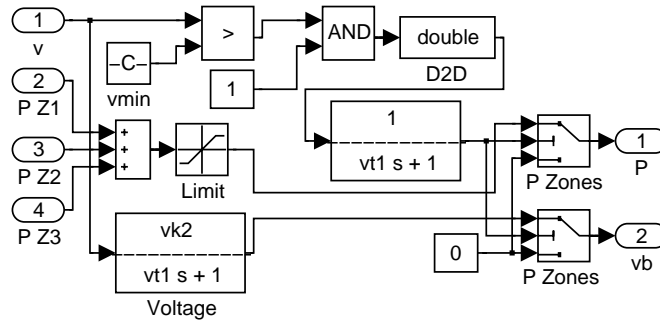 1
v
–C–
vmin
>
1
AND
double
D2D
2
P Z1
3
P Z2
4
P Z3
+
+
+
Limit
1
vt1 s + 1
P Zones
1
P
vk2
vt1 s + 1
Voltage
0
P Zones
2
vb